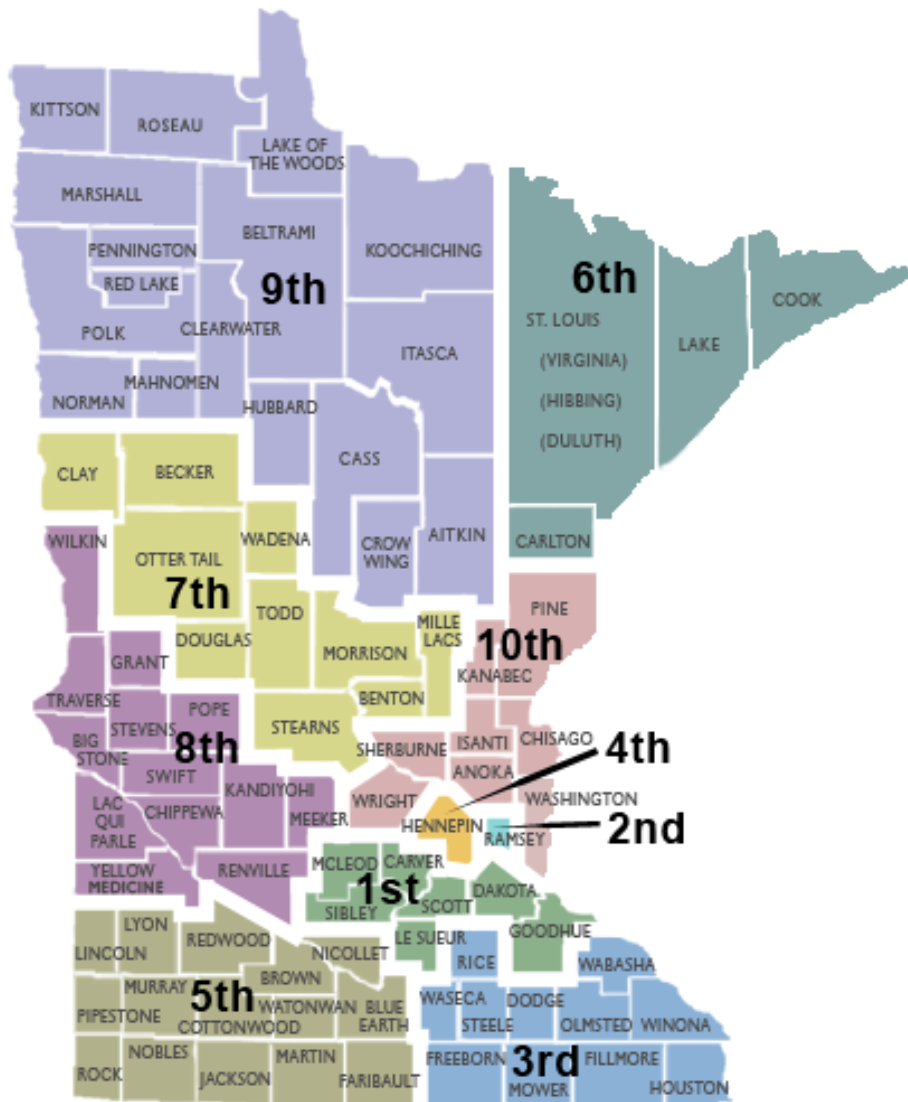 KITTSON
ROSEAU
LAKE OF
THE WOODS
MARSHALL
BELTRAMI
KOOCHICHING
PENNINGTON
RED LAKE
9th
6th
COOK
POLK
CLEARWATER
ST. LOUIS
LAKE
ITASCA
(VIRGINIA)
MAHNOMEN
NORMAN
HUBBARD
(HIBBING)
(DULUTH)
CASS
CLAY
BECKER
WILKIN
WADENA
AITKIN
CROW
WING
CARLTON
OTTER TAIL
7th
TODD
PINE
MILLE
LACS
DOUGLAS
10th
MORRISON
GRANT
KANABEC
TRAVERSE
BENTON
POPE
STEVENS
STEARNS
8th
BIG
STONE
SHERBURNE
ISANTI
CHISAGO
4th
SWIFT
ANOKA
KANDIYOHI
WRIGHT
WASHINGTON
LAC
QUI
PARLE
CHIPPEWA
MEEKER
HENNEPIN
2nd
RAMSEY
YELLOW
MEDICINE
RENVILLE
MCLEOD
CARVER
1st
DAKOTA
SIBLEY
SCOTT
LYON
REDWOOD
LE SUEUR
GOODHUE
LINCOLN
NICOLLET
RICE
WABASHA
BROWN
MURRAY
5th
WATONWAN
BLUE
EARTH
WASECA
DODGE
PIPESTONE
COTTONWOOD
STEELE
OLMSTED
WINONA
NOBLES
MARTIN
FREEBORN
3rd
FILLMORE
ROCK
JACKSON
FARIBAULT
MOWER
HOUSTON